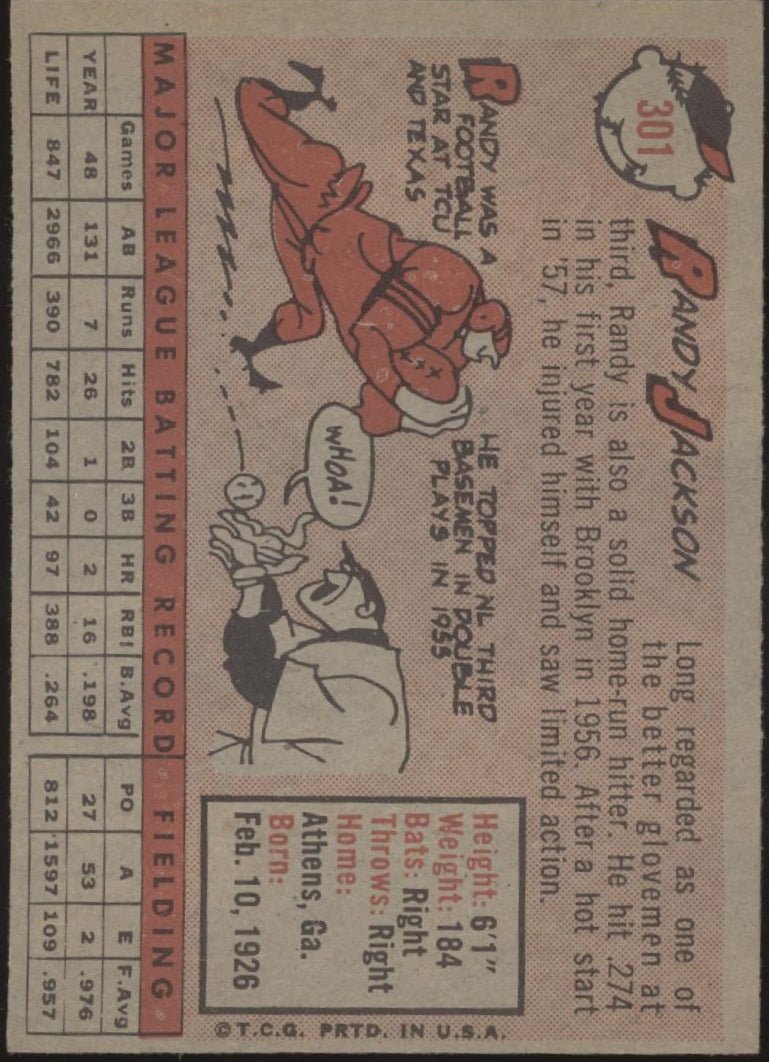 301
RANDY JACKSON
Long regarded as one of
the better glovemen at
third, Randy is also a solid home-run hitter. He hit .274
in his first year with Brooklyn in 1956. After a hot start
in '57, he injured himself and saw limited action.
RANDY WAS A
FOOTBALL
STAR AT TCU
AND TEXAS
HE TOPPED NL THIRD
BASEMEN IN DOUBLE
PLAYS IN 1955
WHOA!
Height: 6'1"
Weight: 184
Bats: Right
Throws: Right
Home:
Athens, Ga.
Born:
Feb. 10, 1926
©T.C.G. PRTD. IN U.S.A.
MAJOR LEAGUE BATTING RECORD FIELDING
Games AB Runs Hits 2B 3B HR RBI B.Avg PO A E F.Avg
YEAR 48 131 7 26 1 0 2 16 .198 27 53 2 .976
LIFE 847 2966 390 782 104 42 97 388 .264 812 1597 109 .957